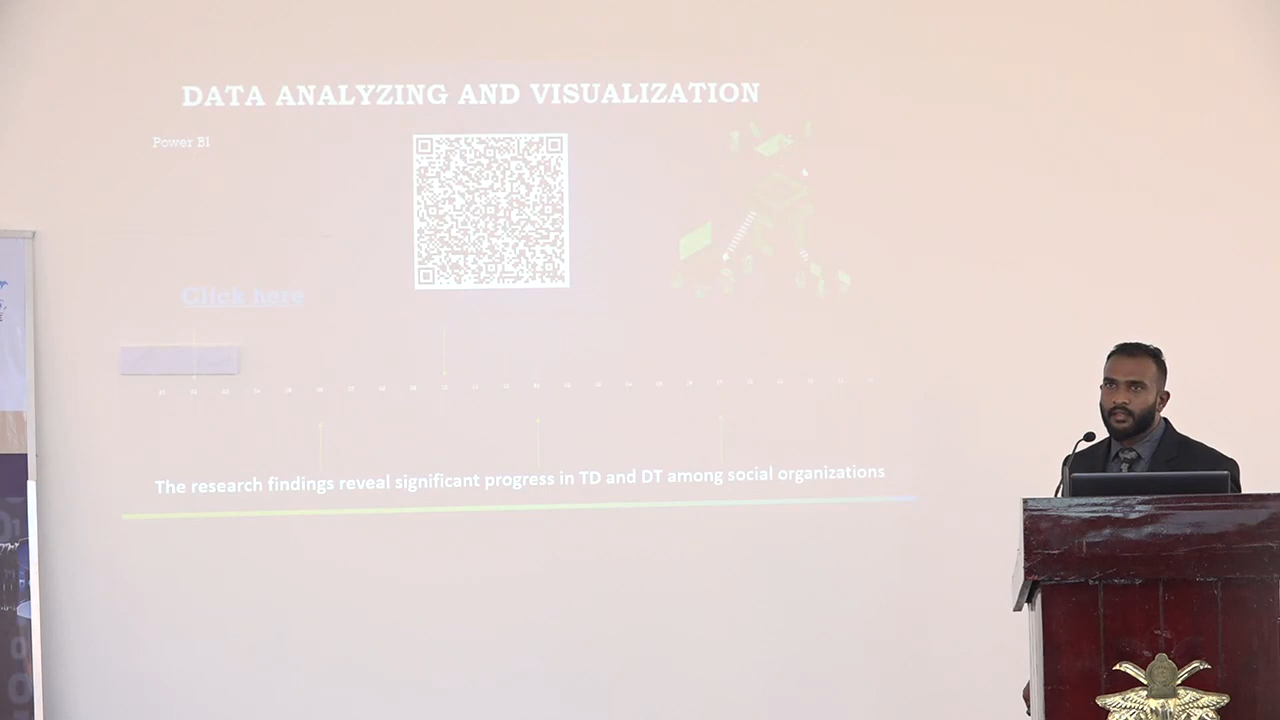 DATA ANALYZING AND VISUALIZATION
Power BI
Click here
The research findings reveal significant progress in TD and DT among social organizations